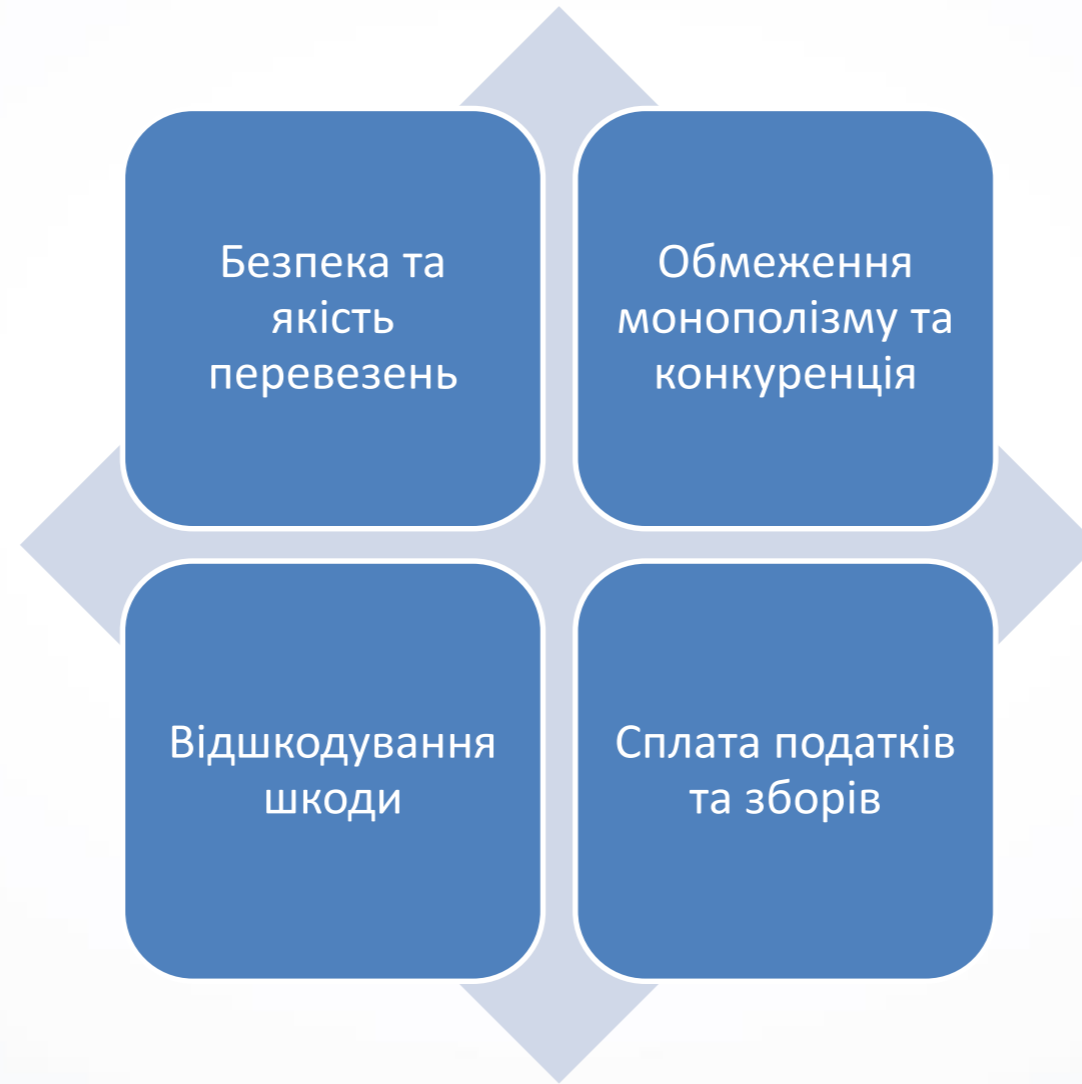 Безпека та
якість
перевезень
Обмеження
монополізму та
конкуренція
Відшкодування
шкоди
Сплата податків
та зборів